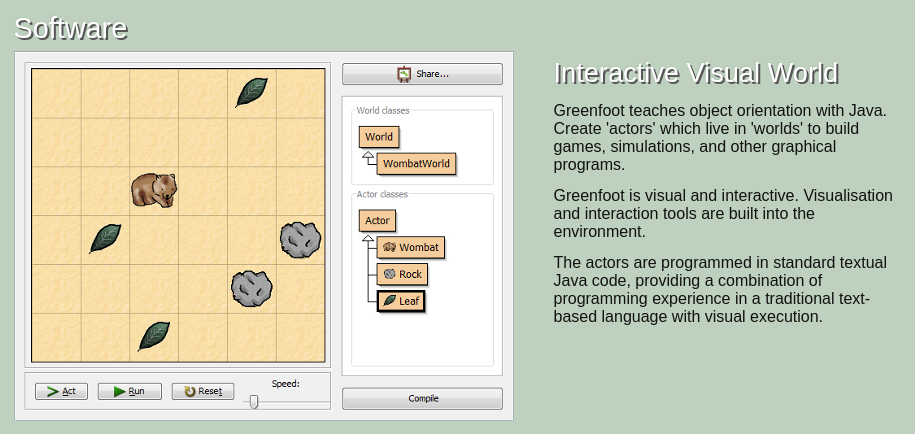 Software
Share...
World classes
World
WombatWorld
Actor classes
Actor
Wombat
Rock
Leaf
Act
Run
Reset
Speed:
Compile
Interactive Visual World
Greenfoot teaches object orientation with Java.
Create 'actors' which live in 'worlds' to build
games, simulations, and other graphical
programs.
Greenfoot is visual and interactive. Visualisation
and interaction tools are built into the
environment.
The actors are programmed in standard textual
Java code, providing a combination of
programming experience in a traditional text-
based language with visual execution.